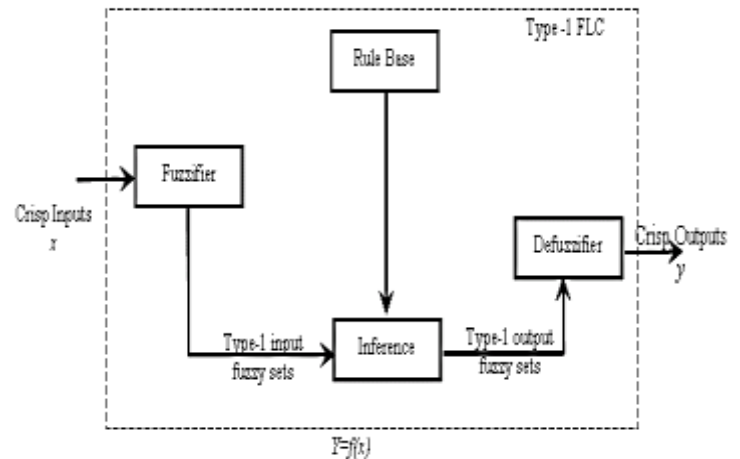 Type -1 FLC
Rule Base
Fuzzifier
Crisp Inputs
x
Defuzzifier
Crisp Outputs
y
Type-1 input
fuzzy sets
Inference
Type-1 output
fuzzy sets
Y=f(x)